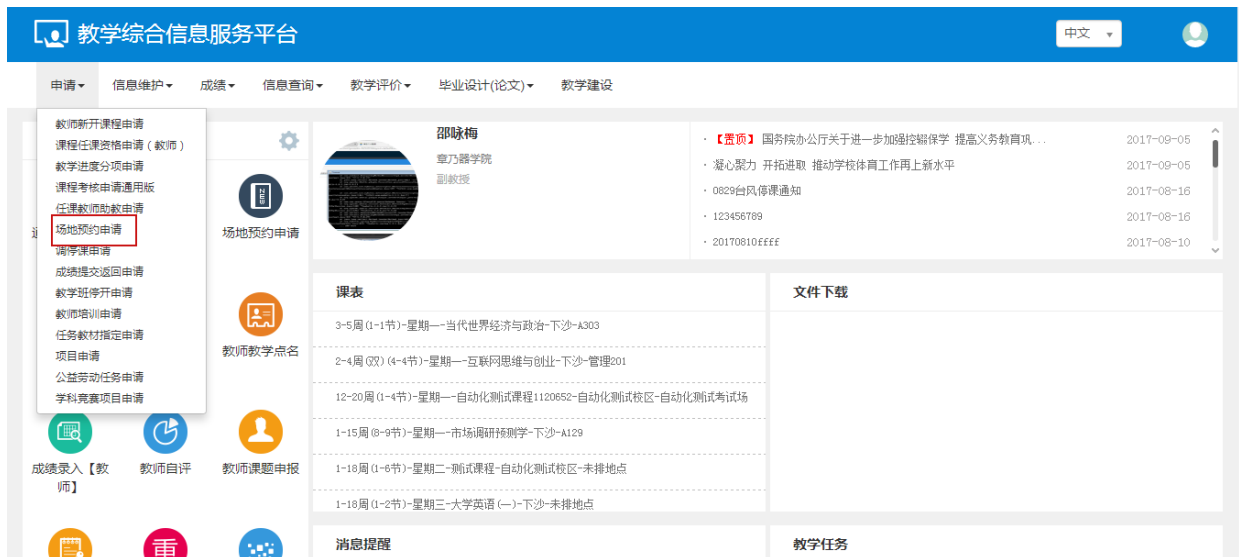 教学综合信息服务平台
中文
申请 信息维护 成绩 信息查询 教学评价 毕业设计(论文) 教学建设
教师新开课程申请
课程任课资格申请（教师）
教学进度分项申请
课程考核申请通用版
任课教师助教申请
场地预约申请
调停课申请
成绩提交返回申请
教学班停开申请
教师培训申请
任务教材指定申请
项目申请
公益劳动任务申请
学科竞赛项目申请
场地预约申请
教师教学点名
成绩录入【教师】
教师自评
教师课题申报
重
邵咏梅
章乃器学院
副教授
· 【置顶】国务院办公厅关于进一步加强控辍保学 提高义务教育巩... 2017-09-05
· 凝心聚力 开拓进取 推动学校体育工作再上新水平 2017-09-05
· 0829台风停课通知 2017-08-16
· 123456789 2017-08-16
· 20170810ffff 2017-08-10
课表
3-5周(1-1节)-星期一-当代世界经济与政治-下沙-A303
2-4周(双)(4-4节)-星期一-互联网思维与创业-下沙-管理201
12-20周(1-4节)-星期一-自动化测试课程1120652-自动化测试校区-自动化测试考试场
1-15周(8-9节)-星期一-市场调研预测学-下沙-A129
1-18周(1-6节)-星期二-测试课程-自动化测试校区-未排地点
1-18周(1-2节)-星期三-大学英语(一)-下沙-未排地点
文件下载
消息提醒
教学任务